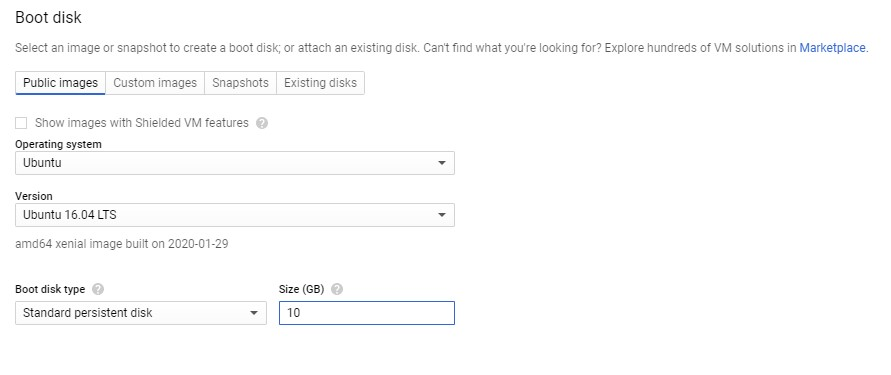 Boot disk
Select an image or snapshot to create a boot disk; or attach an existing disk. Can't find what you're looking for? Explore hundreds of VM solutions in Marketplace.
Public images Custom images Snapshots Existing disks
Show images with Shielded VM features ?
Operating system
Ubuntu
Version
Ubuntu 16.04 LTS
amd64 xenial image built on 2020-01-29
Boot disk type ? Size (GB) ?
Standard persistent disk 10